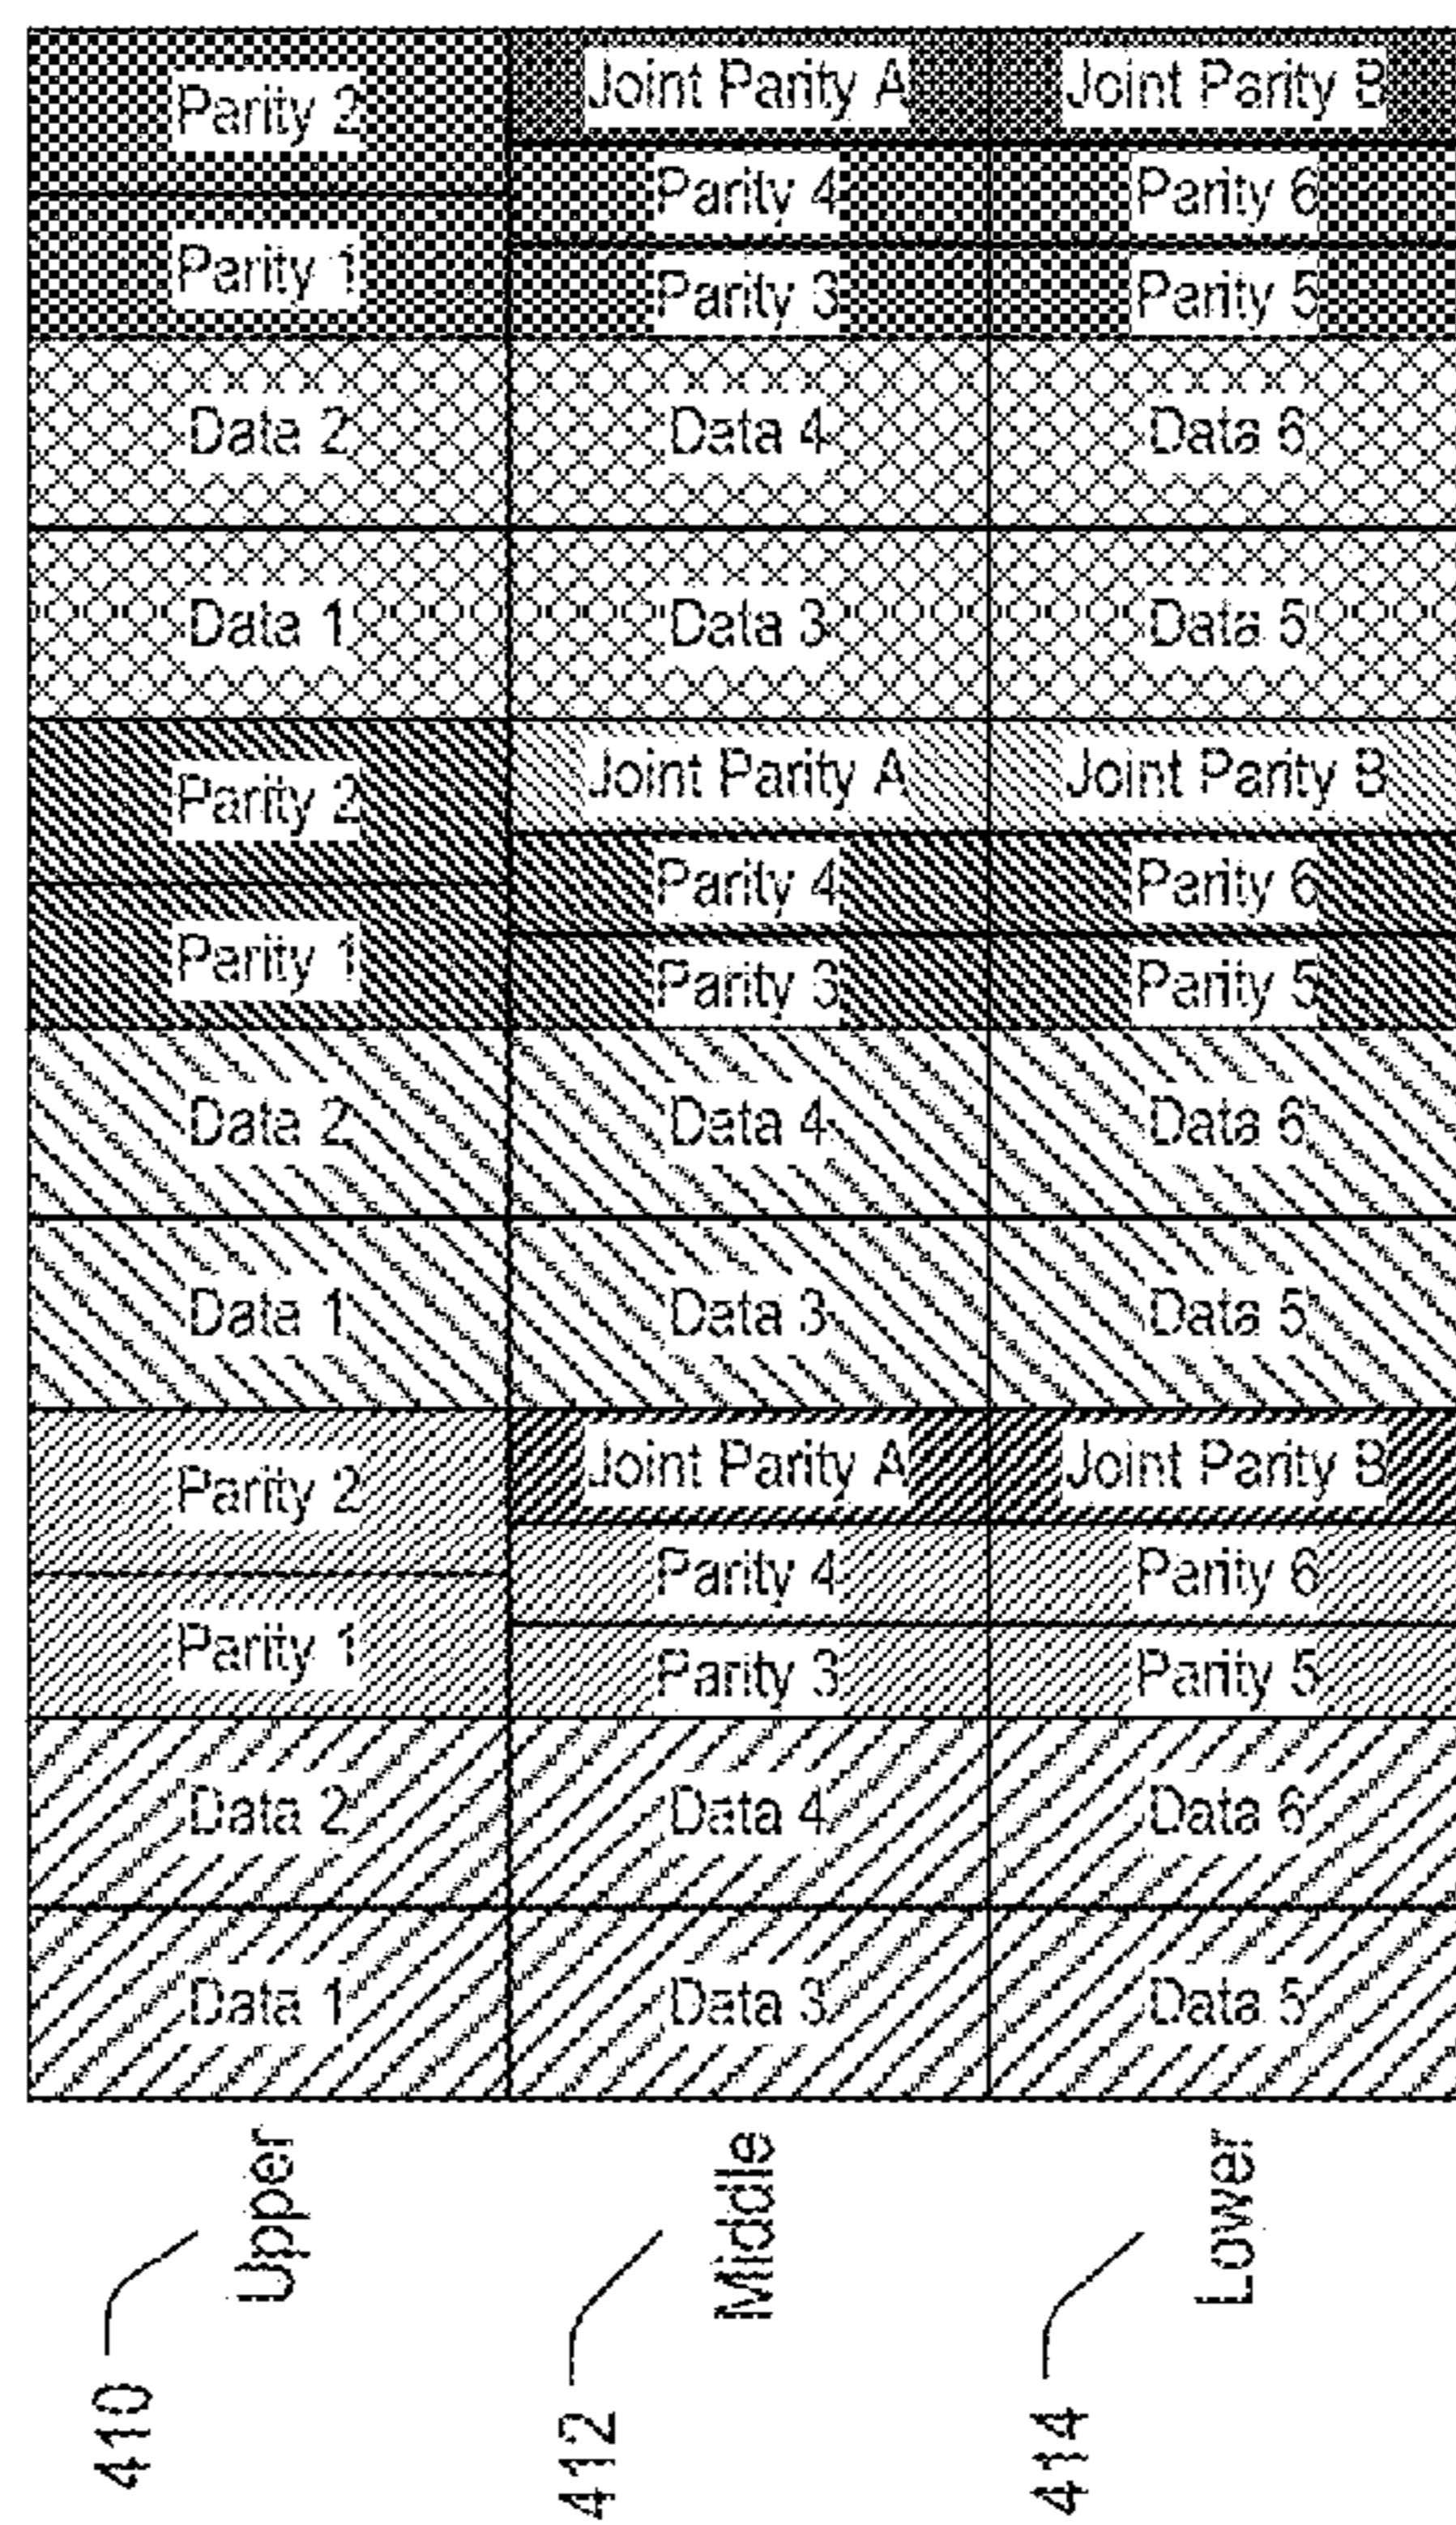 Parity 2
Joint Parity A
Joint Parity B
Parity 4
Parity 6
Parity 1
Parity 3
Parity 5
Data 2
Data 4
Data 6
Data 1
Data 3
Data 5
Parity 2
Joint Parity A
Joint Parity B
Parity 4
Parity 6
Parity 1
Parity 3
Parity 5
Data 2
Data 4
Data 6
Data 1
Data 3
Data 5
Parity 2
Joint Parity A
Joint Parity B
Parity 4
Parity 6
Parity 1
Parity 3
Parity 5
Data 2
Data 4
Data 6
Data 1
Data 3
Data 5
Upper
Middle
Lower
410
412
414